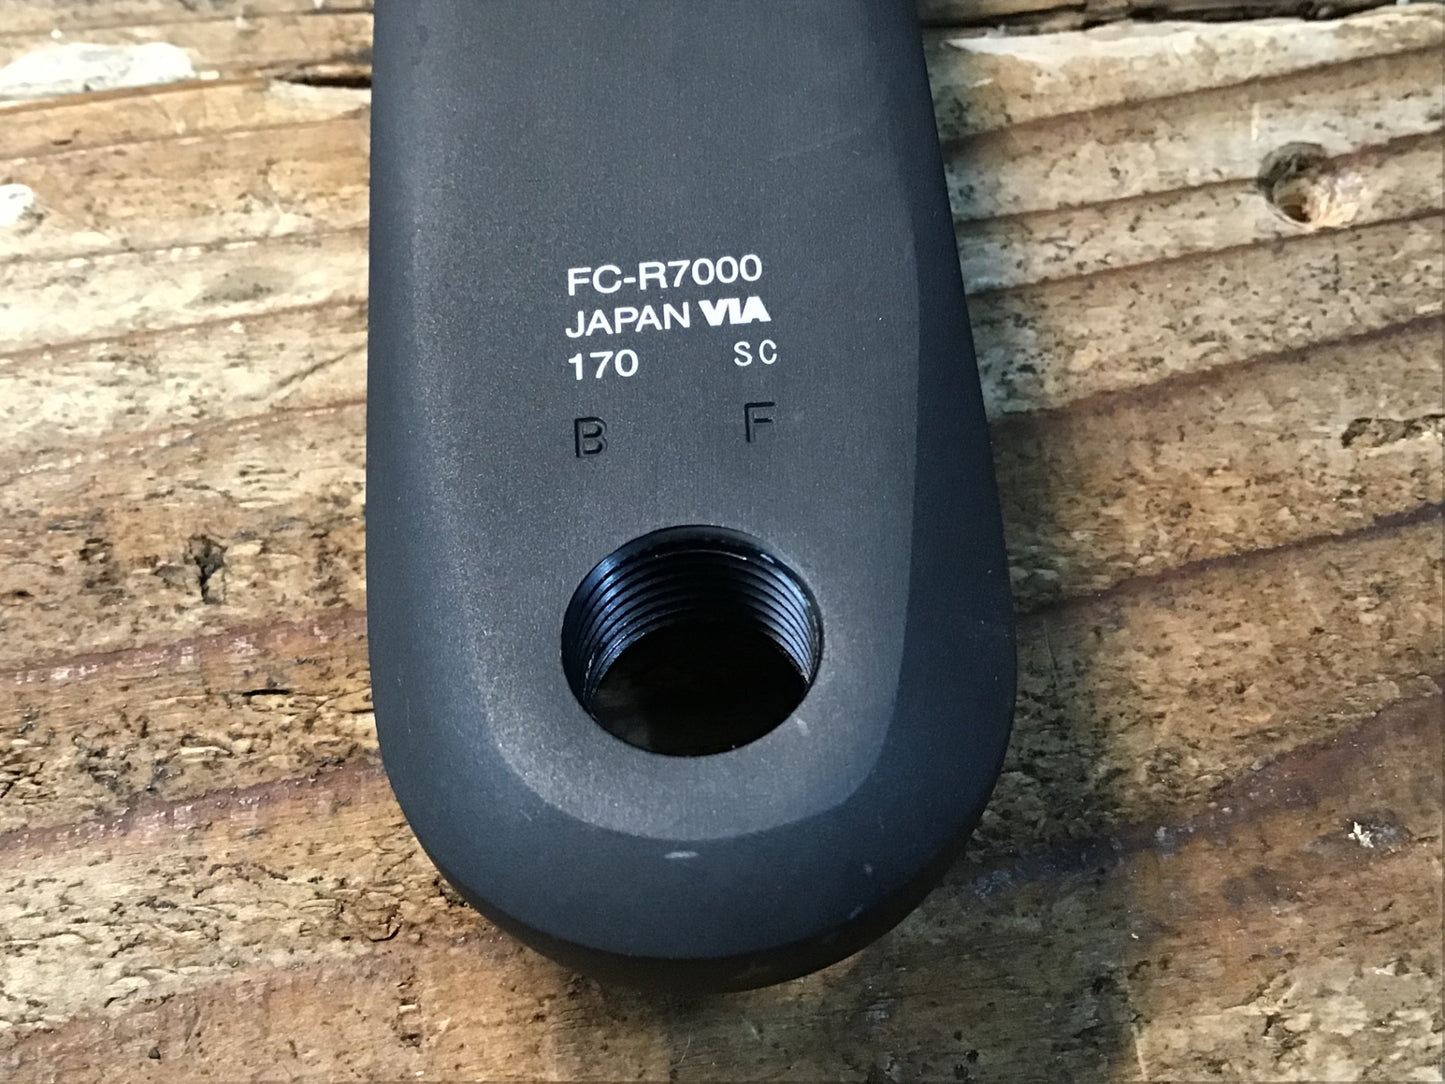 FC-R7000
JAPAN VIA
170 SC
B F